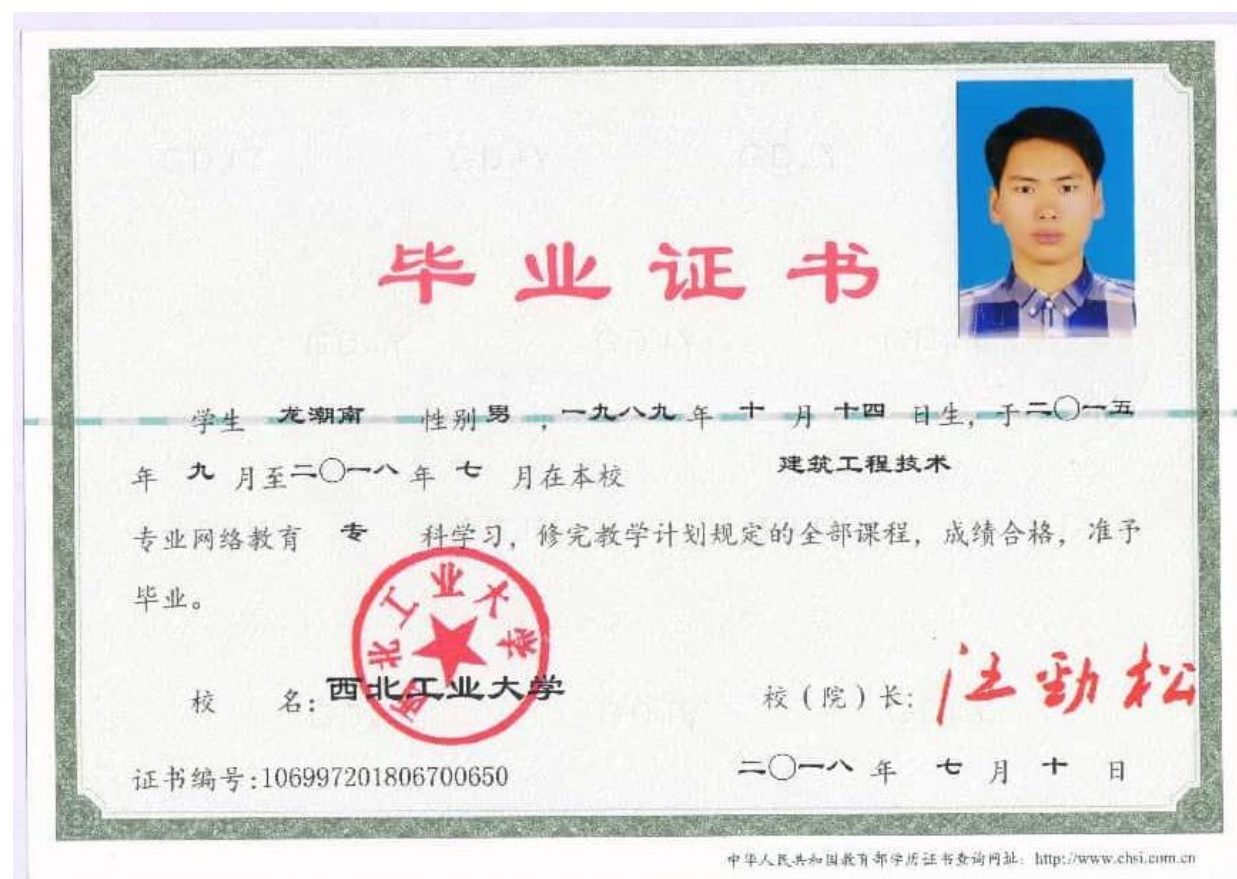 毕业证书
学生 龙潮南 性别 男 ，一九八九 年 十 月 十四 日生，于二〇一五
年 九 月至二〇一八 年 七 月在本校 建筑工程技术
专业网络教育 专 科学习，修完教学计划规定的全部课程，成绩合格，准予
毕业。
西北工业大学
校 名：西北工业大学 校（院）长：汪劲松
证书编号:106997201806700650 二〇一八 年 七 月 十 日
中华人民共和国教育部学历证书查询网址：http://www.chsi.com.cn